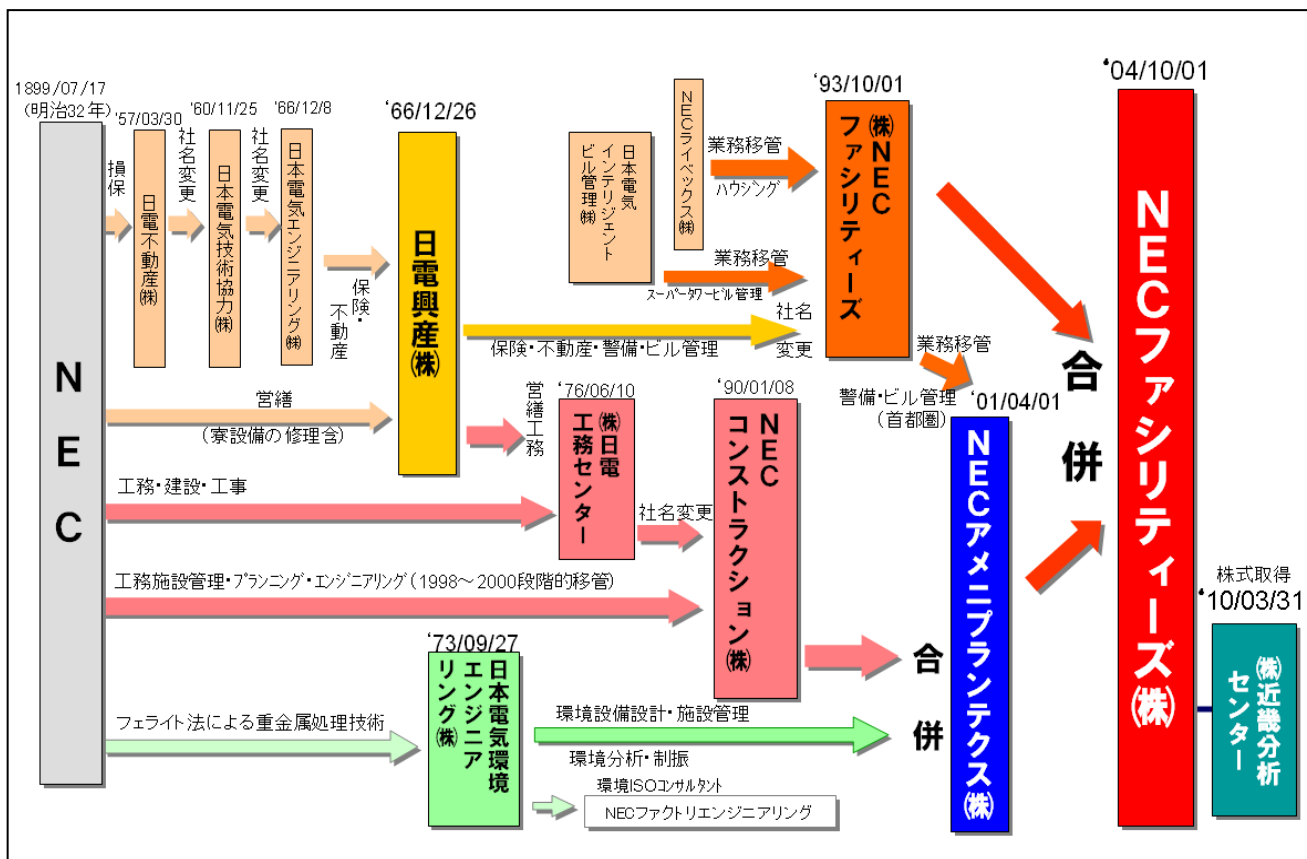 1899/07/17
(明治32年)
NEC
損保
'57/03/30
日電不動産㈱
社名変更
'60/11/25
日本電気技術協力㈱
社名変更
'66/12/8
日本電気エンジニアリング㈱
保険・
不動産
'66/12/26
日電興産㈱
営繕
(寮設備の修理含)
工務・建設・工事
工務施設管理・プランニング・エンジニアリング(1998～2000段階的移管)
フェライト法による重金属処理技術
日本電気
インテリジェント
ビル管理㈱
NECライベックス㈱
業務移管
ハウジング
業務移管
スーパータワービル管理
保険・不動産・警備・ビル管理
社名
変更
'93/10/01
㈱NEC
ファシリティーズ
営繕工務
'76/06/10
㈱日電
工務センター
社名変更
'90/01/08
NEC
コンストラクション㈱
業務移管
警備・ビル管理
(首都圏)
'73/09/27
日本電気環境
エンジニア
リング㈱
環境設備設計・施設管理
環境分析・制振
環境ISOコンサルタント
NECファクトリエンジニアリング
合併
'01/04/01
NECアメニプランテクス㈱
合併
'04/10/01
NECファシリティーズ㈱
株式取得
'10/03/31
㈱近畿分析
センター